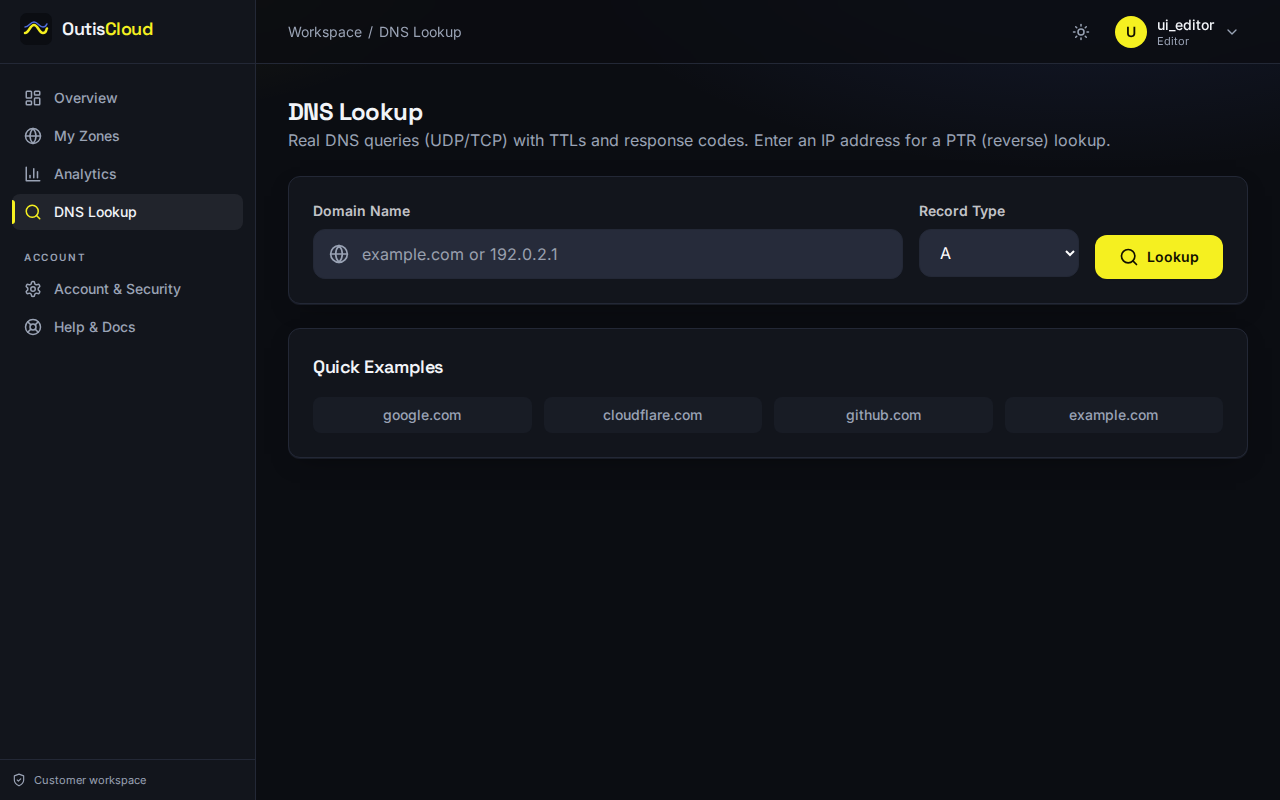 OutisCloud
Workspace / DNS Lookup
U
ui_editor
Editor
Overview
My Zones
Analytics
DNS Lookup
ACCOUNT
Account & Security
Help & Docs
Customer workspace
DNS Lookup
Real DNS queries (UDP/TCP) with TTLs and response codes. Enter an IP address for a PTR (reverse) lookup.
Domain Name
Record Type
example.com or 192.0.2.1
A
Lookup
Quick Examples
google.com
cloudflare.com
github.com
example.com